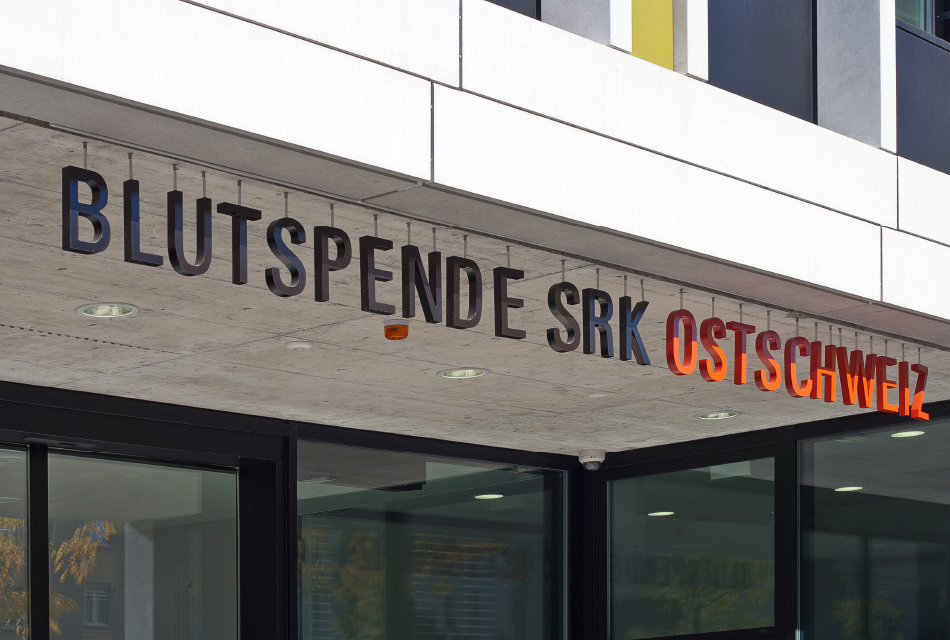 BLUTSPENDE SRK OSTSCHWEIZ